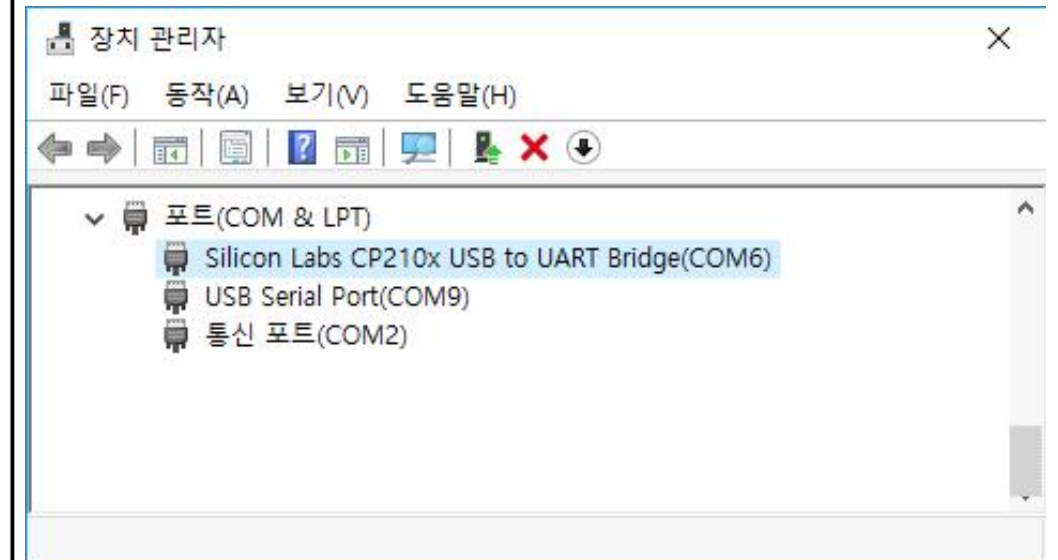 장치 관리자
파일(F) 동작(A) 보기(V) 도움말(H)
포트(COM & LPT)
Silicon Labs CP210x USB to UART Bridge(COM6)
USB Serial Port(COM9)
통신 포트(COM2)